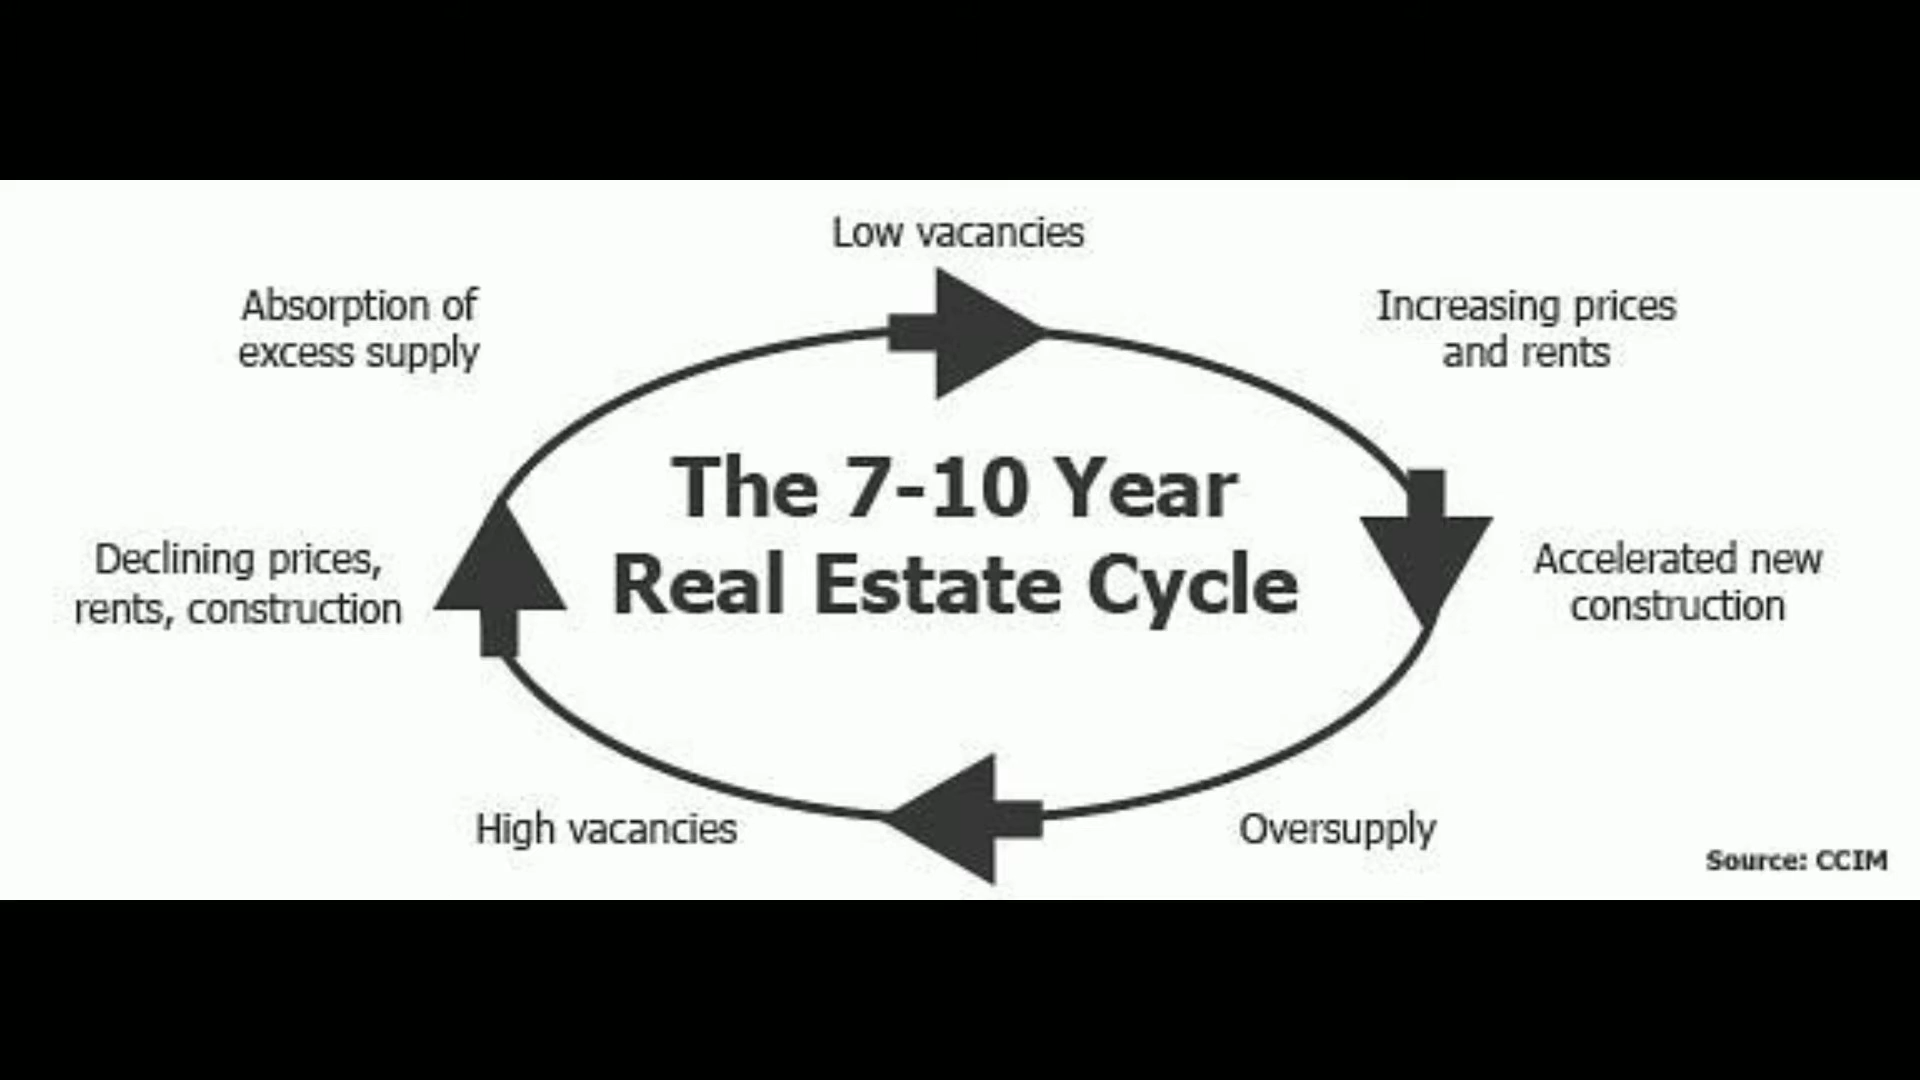 Low vacancies
Absorption of
excess supply
Increasing prices
and rents
The 7-10 Year
Real Estate Cycle
Declining prices,
rents, construction
Accelerated new
construction
High vacancies
Oversupply
Source: CCIM